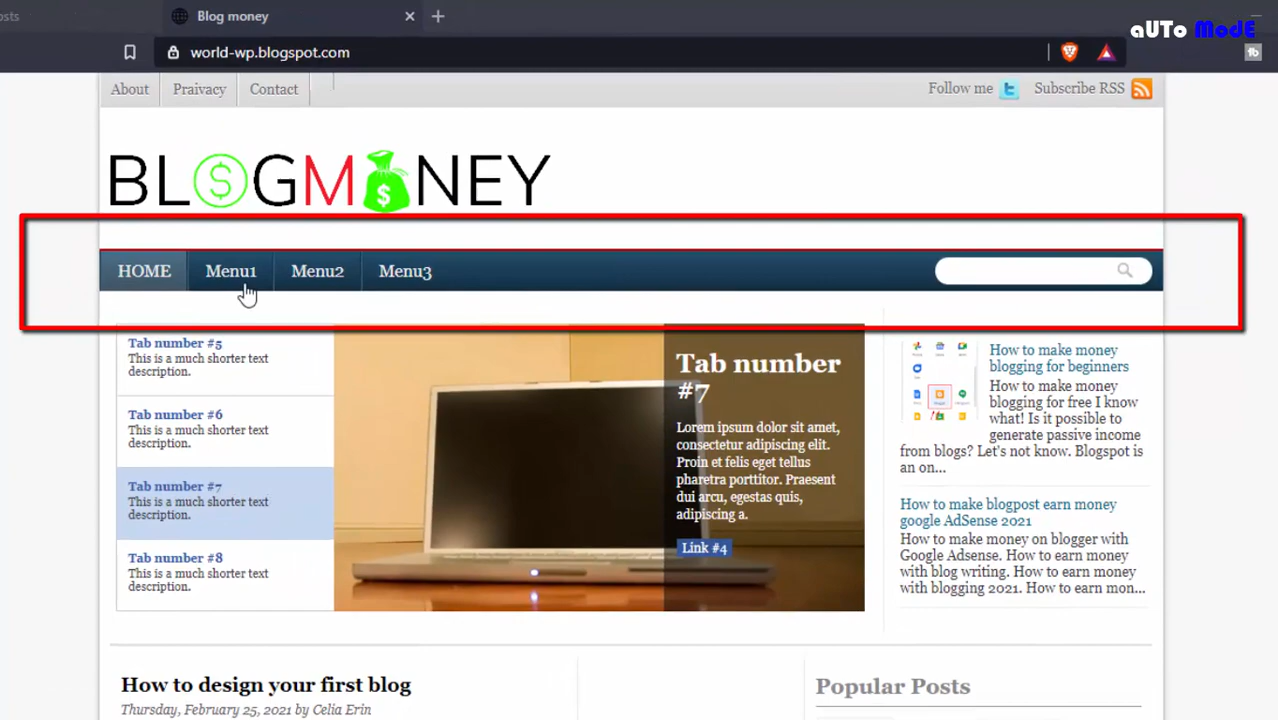 osts
Blog money
aUTo ModE
world-wp.blogspot.com
About
Praivacy
Contact
Follow me
Subscribe RSS
BLOGMONEY
HOME
Menu1
Menu2
Menu3
Tab number #5
This is a much shorter text
description.
Tab number #6
This is a much shorter text
description.
Tab number #7
This is a much shorter text
description.
Tab number #8
This is a much shorter text
description.
Tab number
#7
Lorem ipsum dolor sit amet,
consectetur adipiscing elit.
Proin et felis eget tellus
pharetra porttitor. Praesent
dui arcu, egestas quis,
adipiscing a.
Link #4
How to make money
blogging for beginners
How to make money
blogging for free I know
what! Is it possible to
generate passive income
from blogs? Let's not know. Blogspot is
an on...
How to make blogpost earn money
google AdSense 2021
How to make money on blogger with
Google Adsense. How to earn money
with blog writing. How to earn money
with blogging 2021. How to earn mon...
How to design your first blog
Thursday, February 25, 2021 by Celia Erin
Popular Posts